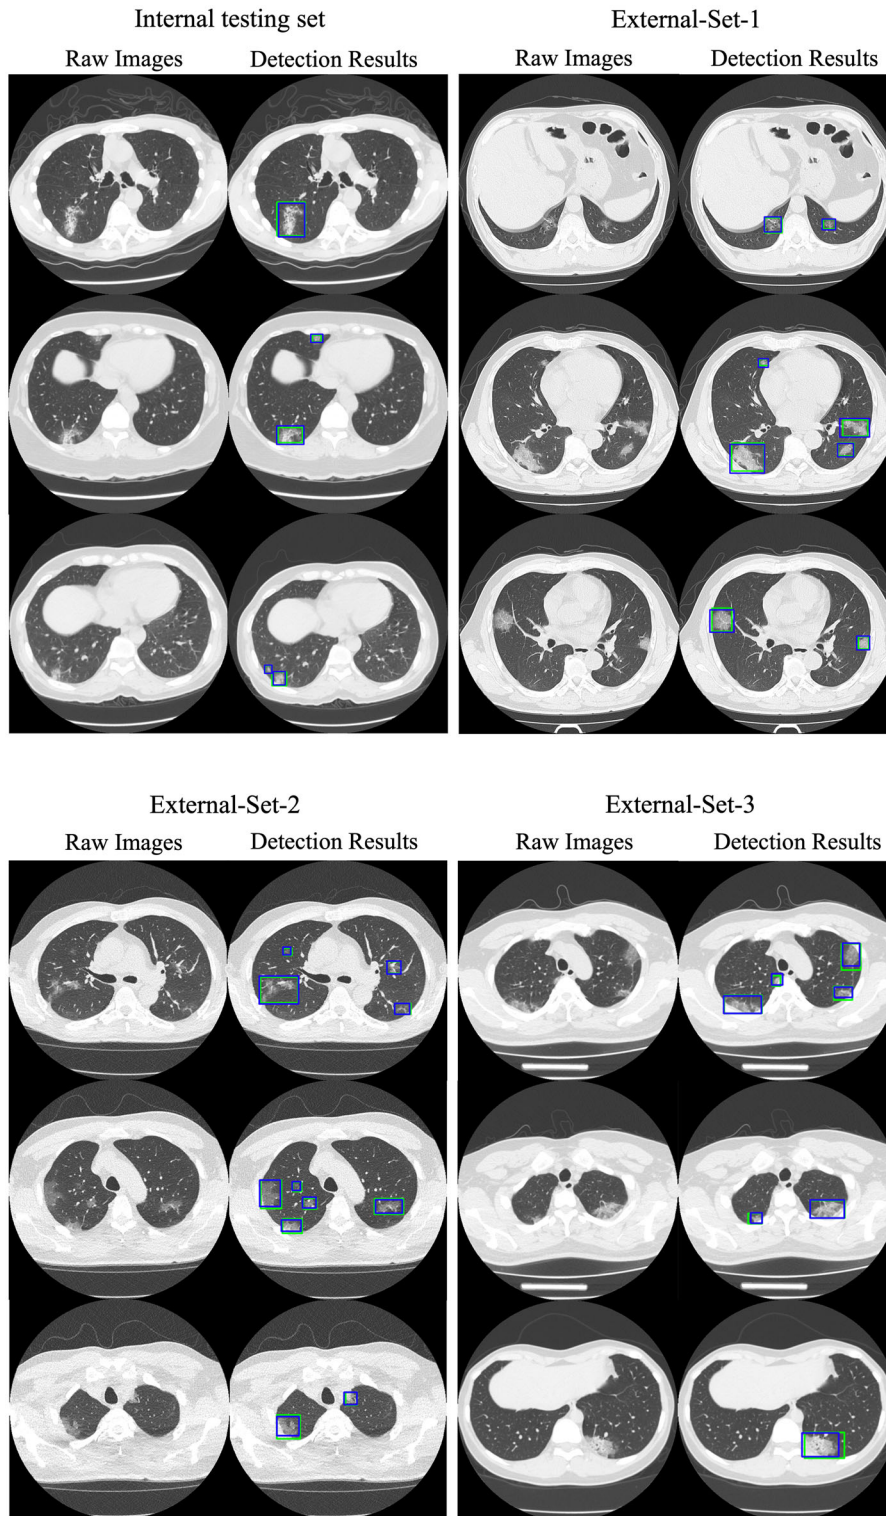 Internal testing set
Raw Images Detection Results
External-Set-1
Raw Images Detection Results
External-Set-2
Raw Images Detection Results
External-Set-3
Raw Images Detection Results